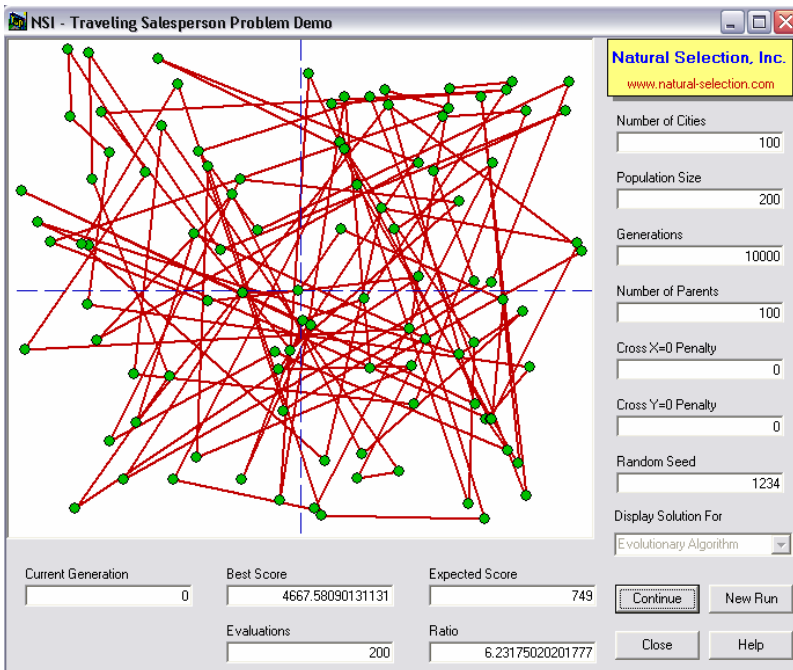 NSI - Traveling Salesperson Problem Demo
Natural Selection, Inc.
www.natural-selection.com
Number of Cities
100
Population Size
200
Generations
10000
Number of Parents
100
Cross X=0 Penalty
0
Cross Y=0 Penalty
0
Random Seed
1234
Display Solution For
Evolutionary Algorithm
Current Generation
0
Best Score
4667.58090131131
Expected Score
749
Evaluations
200
Ratio
6.23175020201777
Continue
New Run
Close
Help